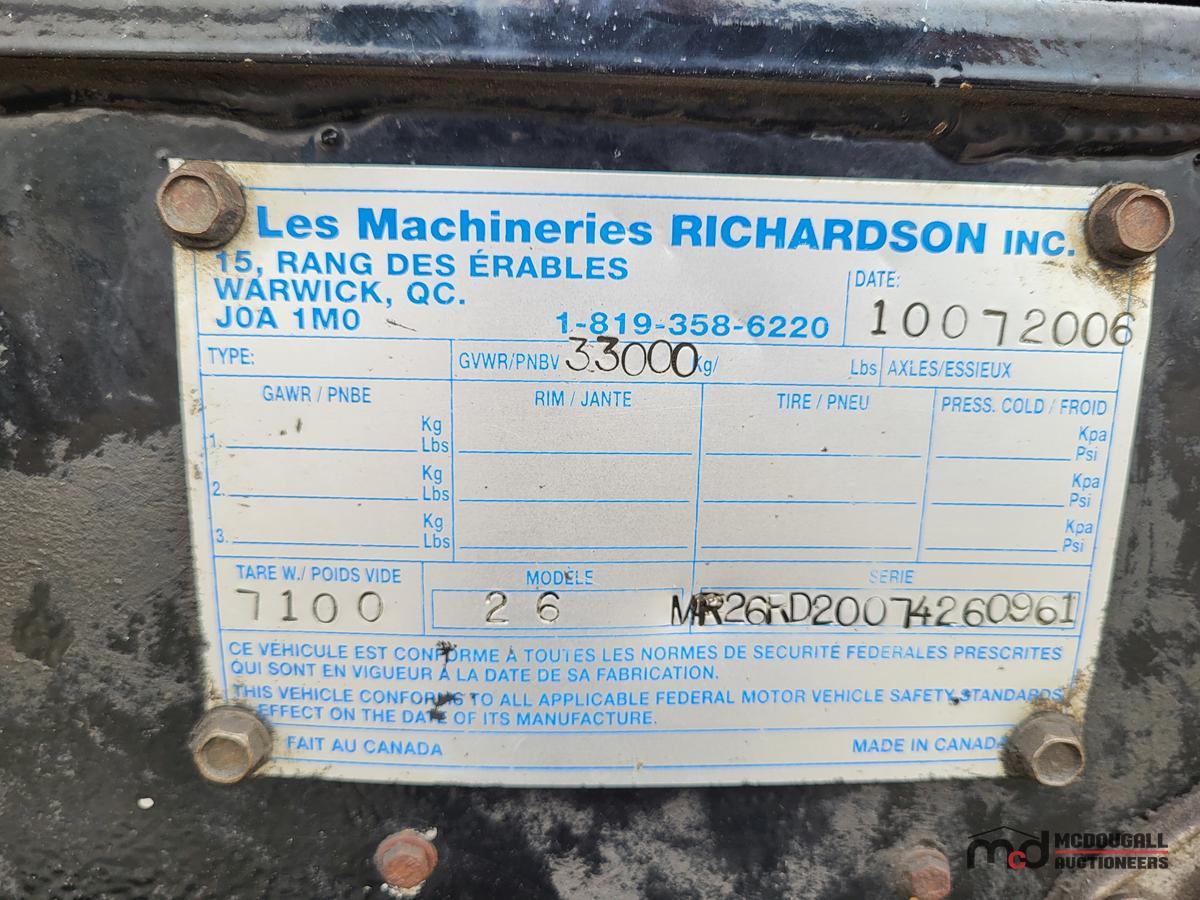 Les Machineries RICHARDSON INC.
15, RANG DES ÉRABLES
WARWICK, QC.
J0A 1M0
1-819-358-6220
DATE:
10072006
TYPE:
GVWR/PNBV 33000 Kg/ Lbs
AXLES/ESSIEUX
GAWR / PNBE RIM / JANTE TIRE / PNEU PRESS. COLD / FROID
Kg Kpa
1. Lbs Psi
Kg Kpa
2. Lbs Psi
Kg Kpa
3. Lbs Psi
TARE W./ POIDS VIDE MODÈLE SERIE
7100 26 MR26RD20074260961
CE VÉHICULE EST CONFORME A TOUTES LES NORMES DE SECURITÉ FÉDERALES PRESCRITES
QUI SONT EN VIGUEUR À LA DATE DE SA FABRICATION.
THIS VEHICLE CONFORMS TO ALL APPLICABLE FEDERAL MOTOR VEHICLE SAFETY STANDARDS
EFFECT ON THE DATE OF ITS MANUFACTURE.
FAIT AU CANADA MADE IN CANADA
mcd MCDOUGALL
AUCTIONEERS